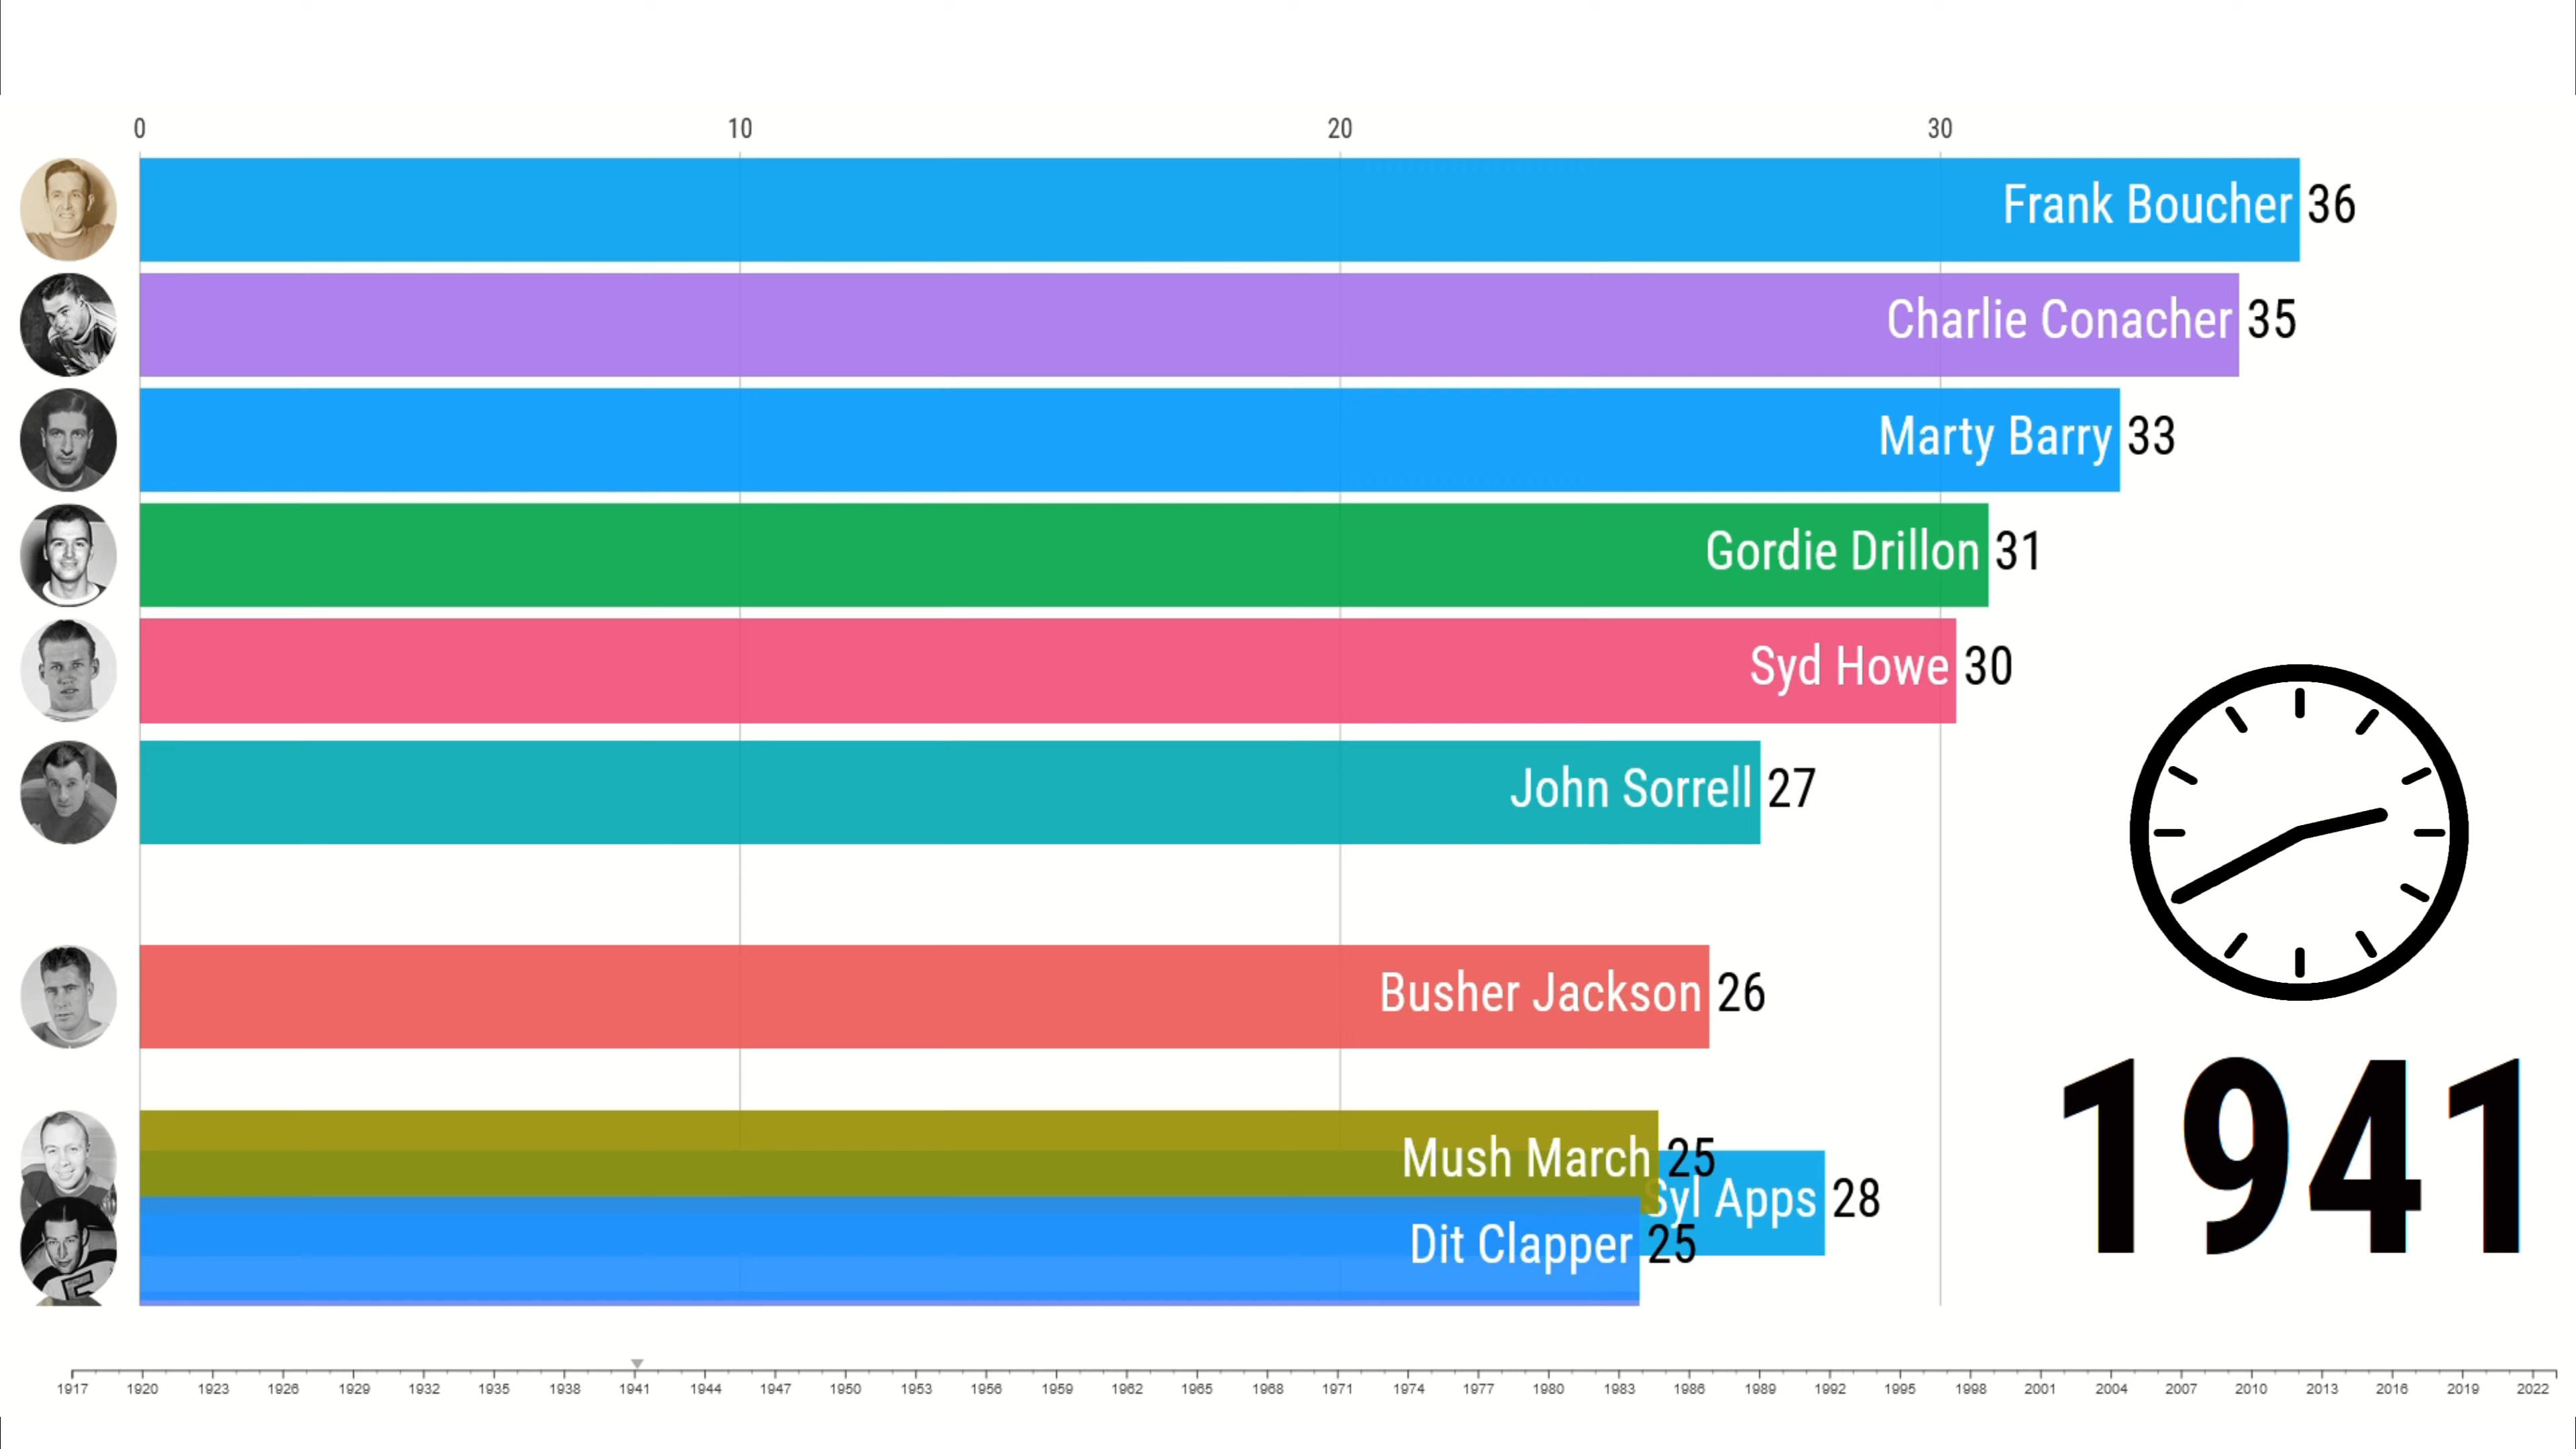 0 10 20 30
Frank Boucher 36
Charlie Conacher 35
Marty Barry 33
Gordie Drillon 31
Syd Howe 30
John Sorrell 27
Busher Jackson 26
Mush March 25
Syl Apps 28
Dit Clapper 25
1941
1917 1920 1923 1926 1929 1932 1935 1938 1941 1944 1947 1950 1953 1956 1959 1962 1965 1968 1971 1974 1977 1980 1983 1986 1989 1992 1995 1998 2001 2004 2007 2010 2013 2016 2019 2022